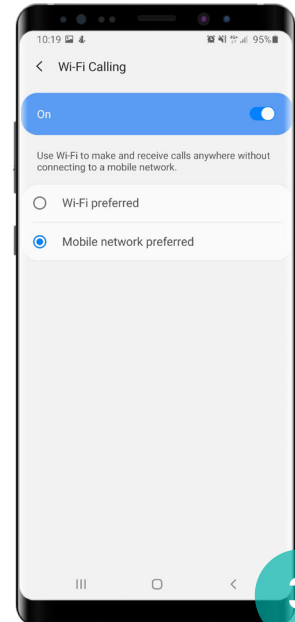 10:19 95%
Wi-Fi Calling
On
Use Wi-Fi to make and receive calls anywhere without
connecting to a mobile network.
Wi-Fi preferred
Mobile network preferred